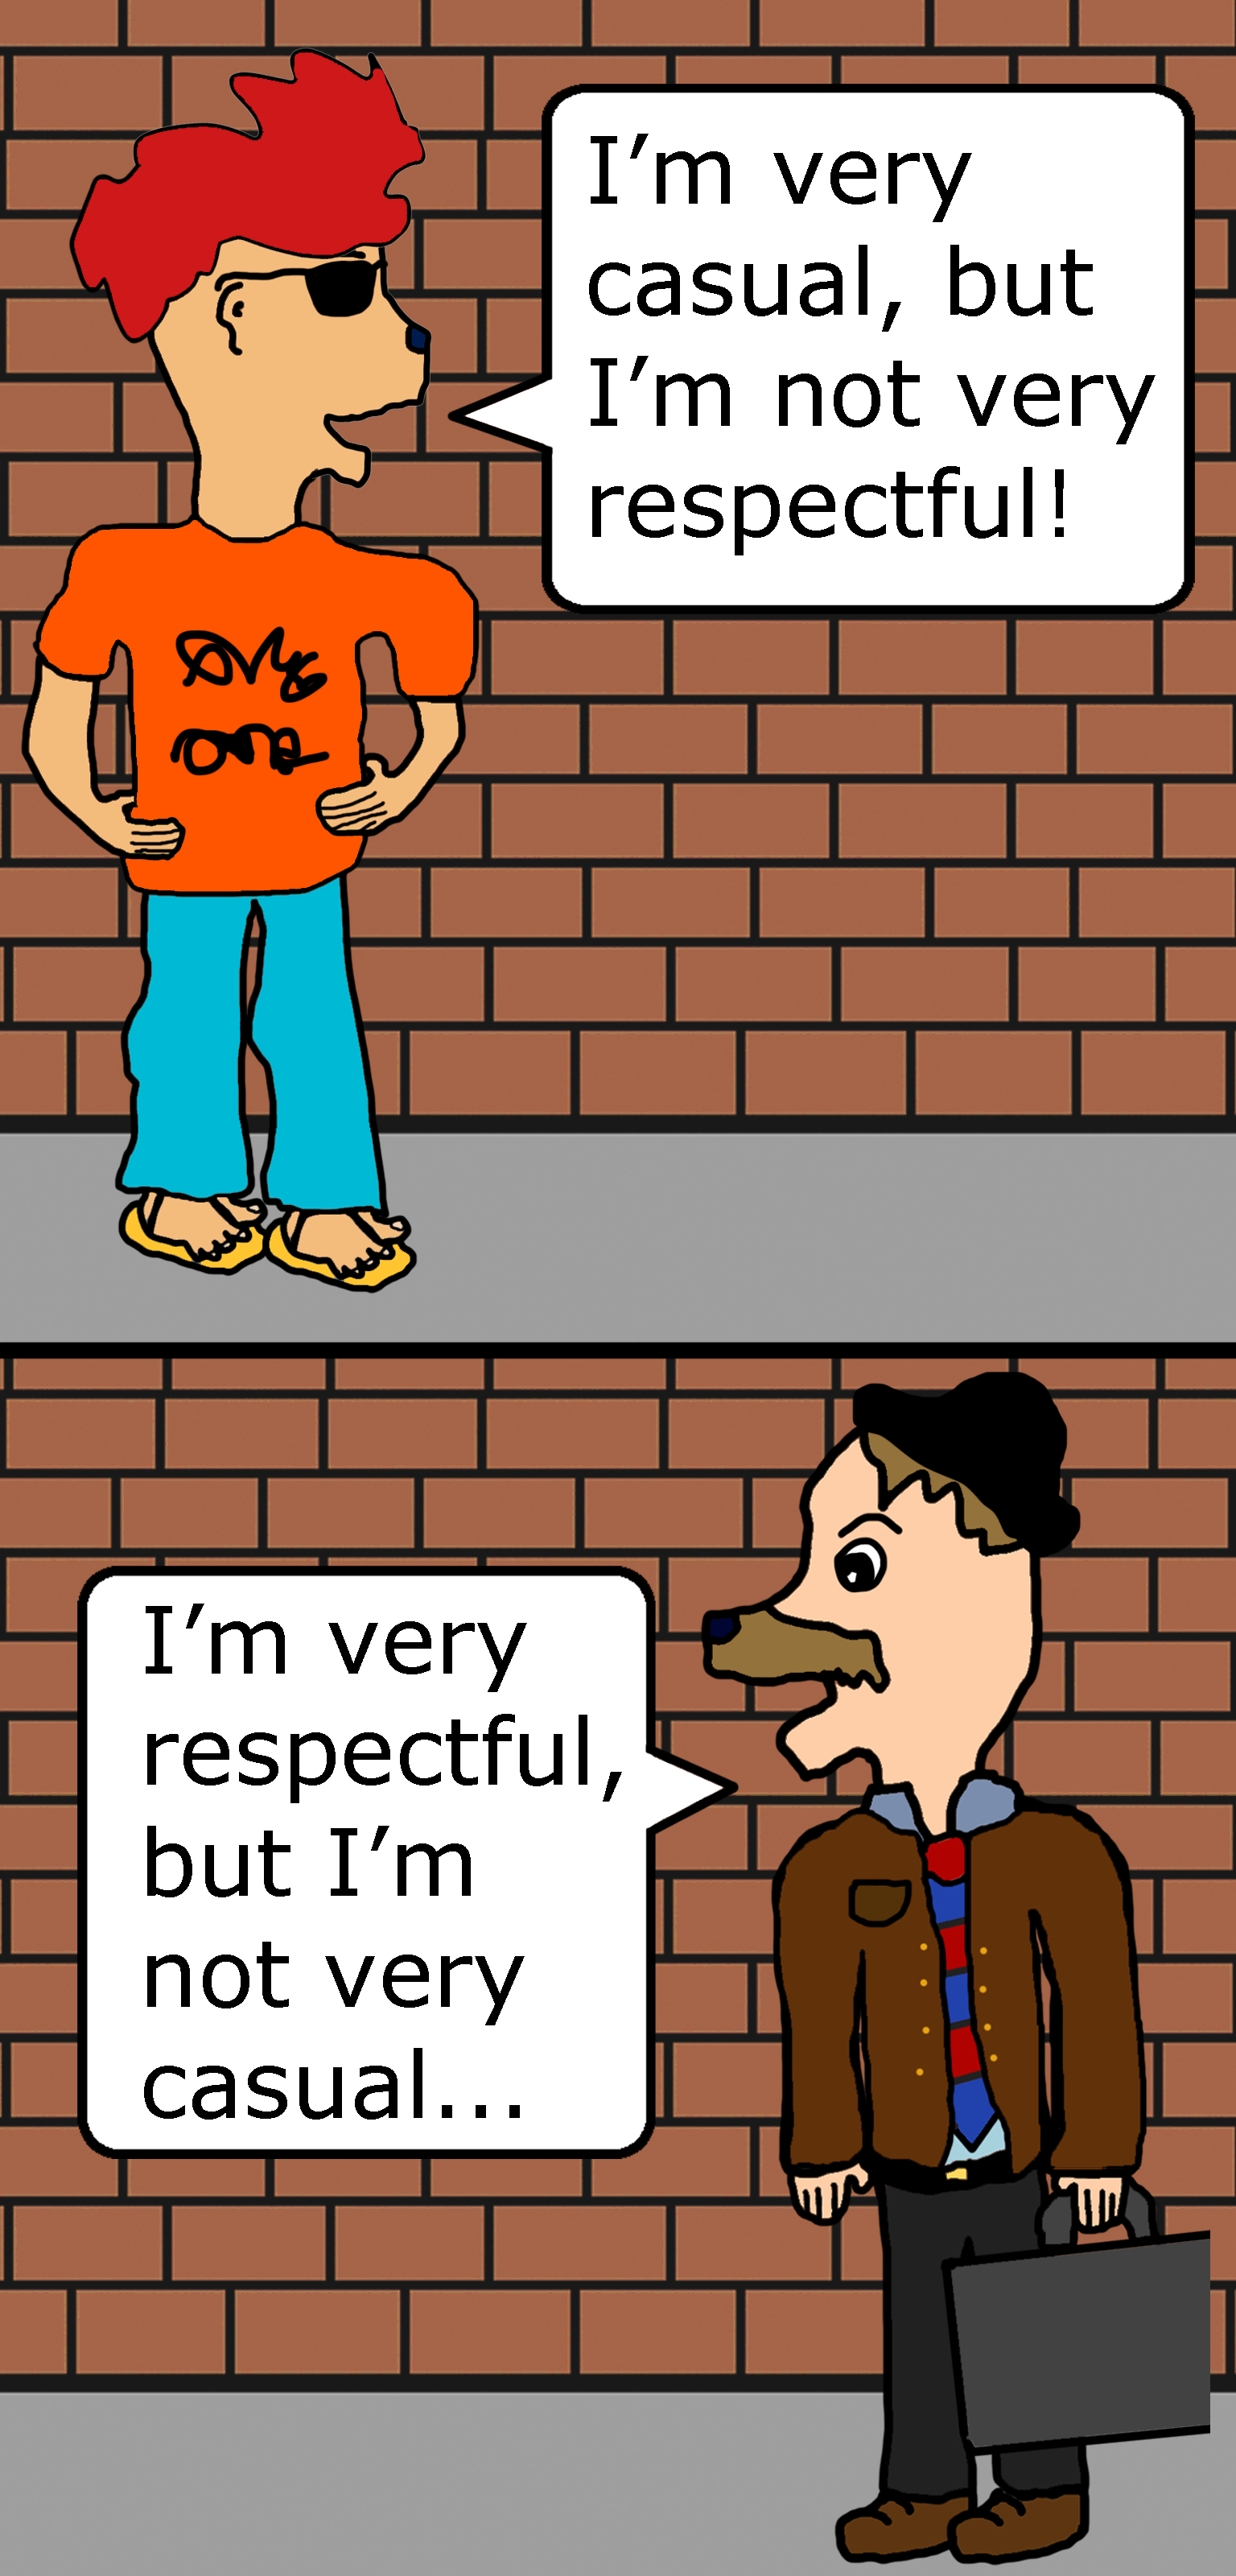 I’m very
casual, but
I’m not very
respectful!
I’m very
respectful,
but I’m
not very
casual...